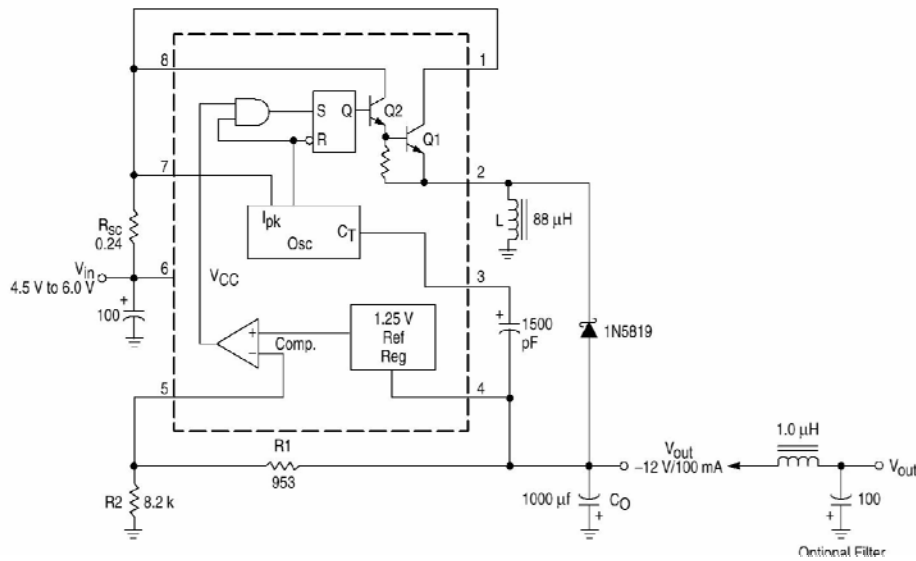 8
1
S
Q
Q2
R
Q1
7
2
Ipk
Osc
CT
L
88 µH
Rsc
0.24
Vin
4.5 V to 6.0 V
6
VCC
3
100
+
+
−
Comp.
1.25 V
Ref
Reg
+
1500
pF
1N5819
5
4
R1
953
R2
8.2 k
Vout
−12 V/100 mA
1.0 µH
Vout
1000 µf
CO
+
100
+
Optional Filter